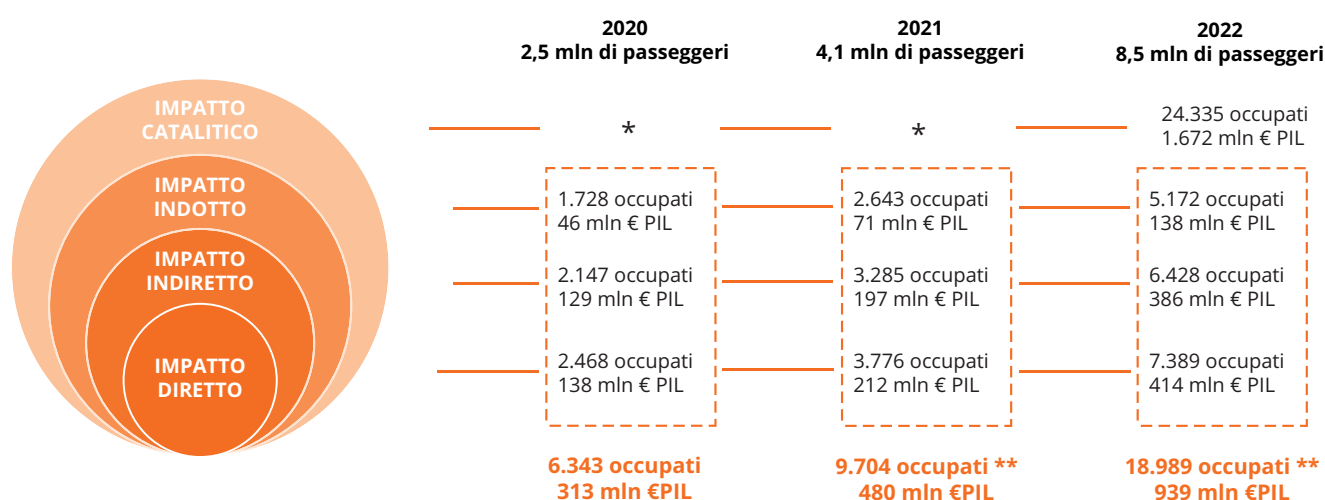 2020
2,5 mln di passeggeri
2021
4,1 mln di passeggeri
2022
8,5 mln di passeggeri
IMPATTO
CATALITICO
*
*
24.335 occupati
1.672 mln € PIL
IMPATTO
INDOTTO
1.728 occupati
46 mln € PIL
2.643 occupati
71 mln € PIL
5.172 occupati
138 mln € PIL
IMPATTO
INDIRETTO
2.147 occupati
129 mln € PIL
3.285 occupati
197 mln € PIL
6.428 occupati
386 mln € PIL
IMPATTO
DIRETTO
2.468 occupati
138 mln € PIL
3.776 occupati
212 mln € PIL
7.389 occupati
414 mln € PIL
6.343 occupati
313 mln €PIL
9.704 occupati **
480 mln €PIL
18.989 occupati **
939 mln €PIL